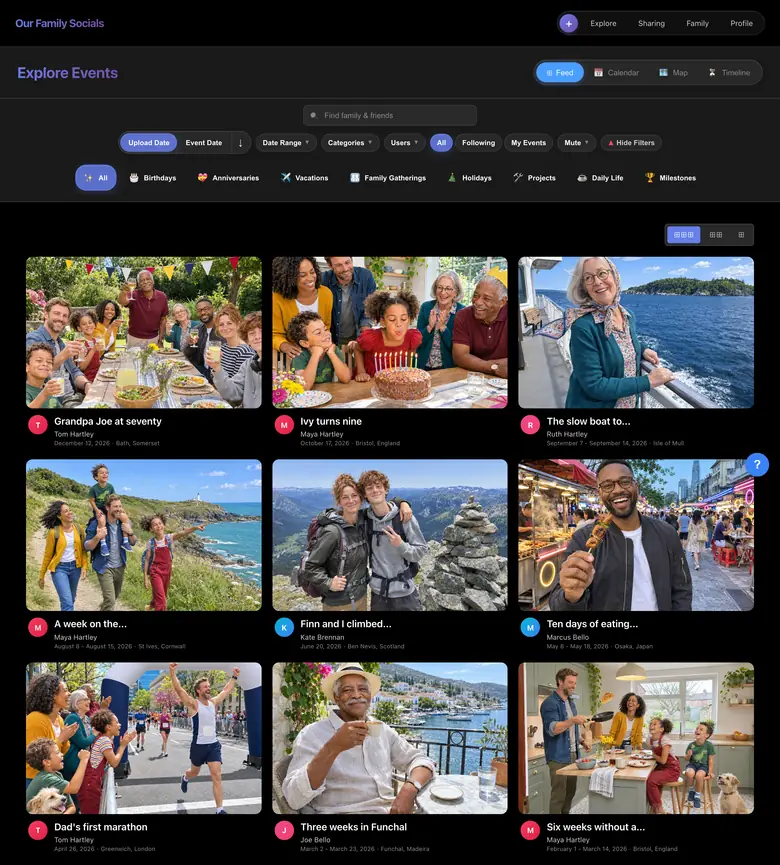 Our Family Socials
+ Explore Sharing Family Profile
Explore Events
Feed Calendar Map Timeline
Find family & friends
Upload Date Event Date ↓ Date Range ▼ Categories ▼ Users ▼ All Following My Events Mute ▼ ▲ Hide Filters
All Birthdays Anniversaries Vacations Family Gatherings Holidays Projects Daily Life Milestones
T Grandpa Joe at seventy
Tom Hartley
December 12, 2026 · Bath, Somerset
M Ivy turns nine
Maya Hartley
October 17, 2026 · Bristol, England
R The slow boat to...
Ruth Hartley
September 7 - September 14, 2026 · Isle of Mull
?
M A week on the...
Maya Hartley
August 8 - August 15, 2026 · St Ives, Cornwall
K Finn and I climbed...
Kate Brennan
June 20, 2026 · Ben Nevis, Scotland
M Ten days of eating...
Marcus Bello
May 8 - May 18, 2026 · Osaka, Japan
T Dad's first marathon
Tom Hartley
April 26, 2026 · Greenwich, London
J Three weeks in Funchal
Joe Bello
March 2 - March 23, 2026 · Funchal, Madeira
M Six weeks without a...
Maya Hartley
February 1 - March 14, 2026 · Bristol, England